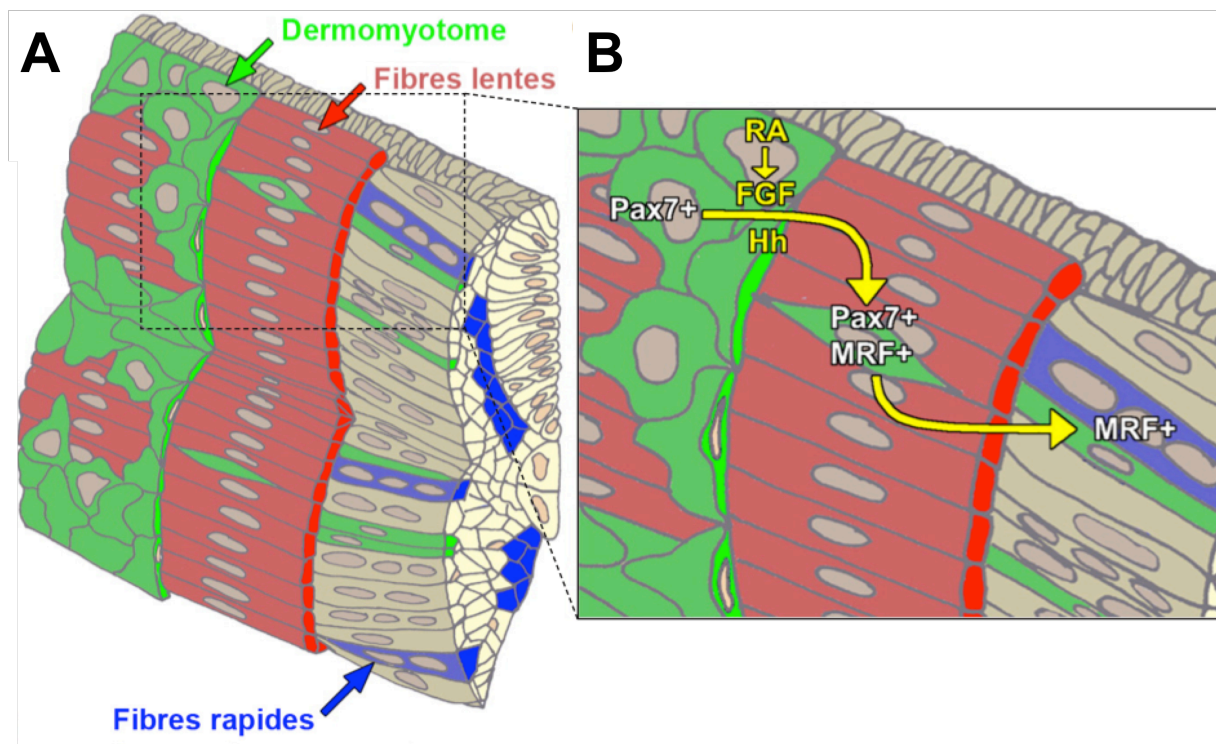 A
Dermomyotome
Fibres lentes
Fibres rapides
B
RA
FGF
Pax7+
Hh
Pax7+
MRF+
MRF+